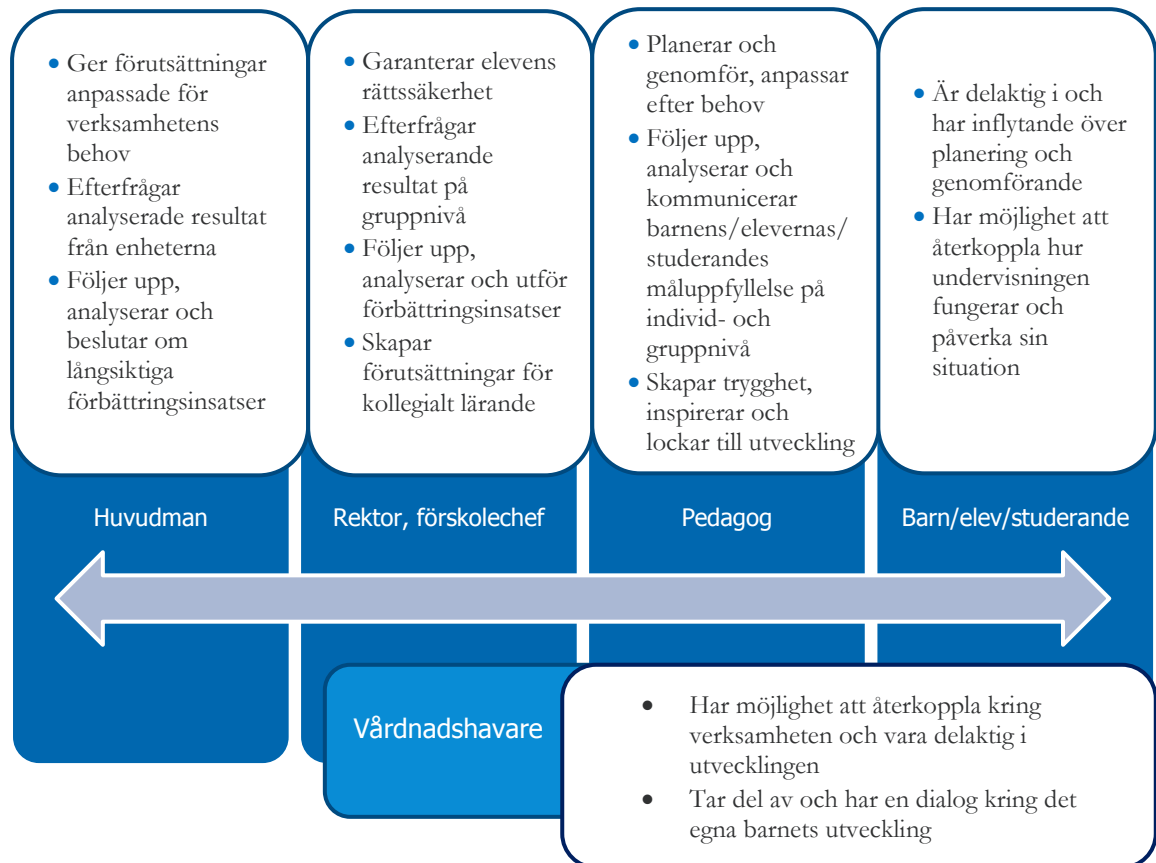 • Ger förutsättningar
anpassade för
verksamhetens
behov
• Efterfrågar
analyserade resultat
från enheterna
• Följer upp,
analyserar och
beslutar om
långsiktiga
förbättringsinsatser
• Garanterar elevens
rättssäkerhet
• Efterfrågar
analyserande
resultat på
gruppnivå
• Följer upp,
analyserar och utför
förbättringsinsatser
• Skapar
förutsättningar för
kollegialt lärande
• Planerar och
genomför, anpassar
efter behov
• Följer upp,
analyserar och
kommunicerar
barnens/elevernas/
studerandes
måluppfyllelse på
individ- och
gruppnivå
• Skapar trygghet,
inspirerar och
lockar till utveckling
• Är delaktig i och
har inflytande över
planering och
genomförande
• Har möjlighet att
återkoppla hur
undervisningen
fungerar och
påverka sin
situation
Huvudman
Rektor, förskolechef
Pedagog
Barn/elev/studerande
Vårdnadshavare
• Har möjlighet att återkoppla kring
verksamheten och vara delaktig i
utvecklingen
• Tar del av och har en dialog kring det
egna barnets utveckling